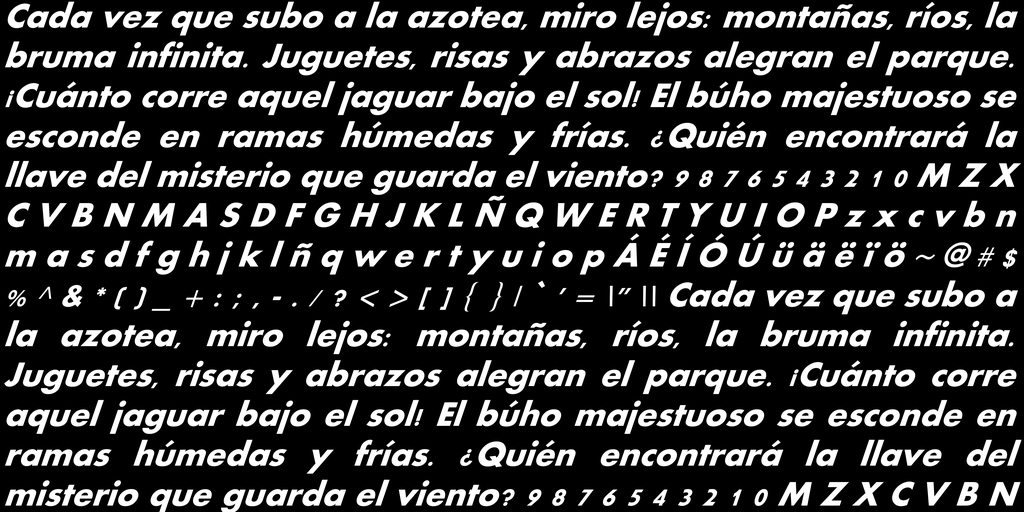 Cada vez que subo a la azotea, miro lejos: montañas, ríos, la
bruma infinita. Juguetes, risas y abrazos alegran el parque.
¡Cuánto corre aquel jaguar bajo el sol! El búho majestuoso se
esconde en ramas húmedas y frías. ¿Quién encontrará la
llave del misterio que guarda el viento? 9 8 7 6 5 4 3 2 1 0 M Z X
C V B N M A S D F G H J K L Ñ Q W E R T Y U I O P z x c v b n
m a s d f g h j k l ñ q w e r t y u i o p Á É Í Ó Ú ü ä ë ï ö ~ @ # $
% ^ & * ( ) _ + : ; , - . / ? < > [ ] { } | ` ' = \" \\ Cada vez que subo a
la azotea, miro lejos: montañas, ríos, la bruma infinita.
Juguetes, risas y abrazos alegran el parque. ¡Cuánto corre
aquel jaguar bajo el sol! El búho majestuoso se esconde en
ramas húmedas y frías. ¿Quién encontrará la llave del
misterio que guarda el viento? 9 8 7 6 5 4 3 2 1 0 M Z X C V B N